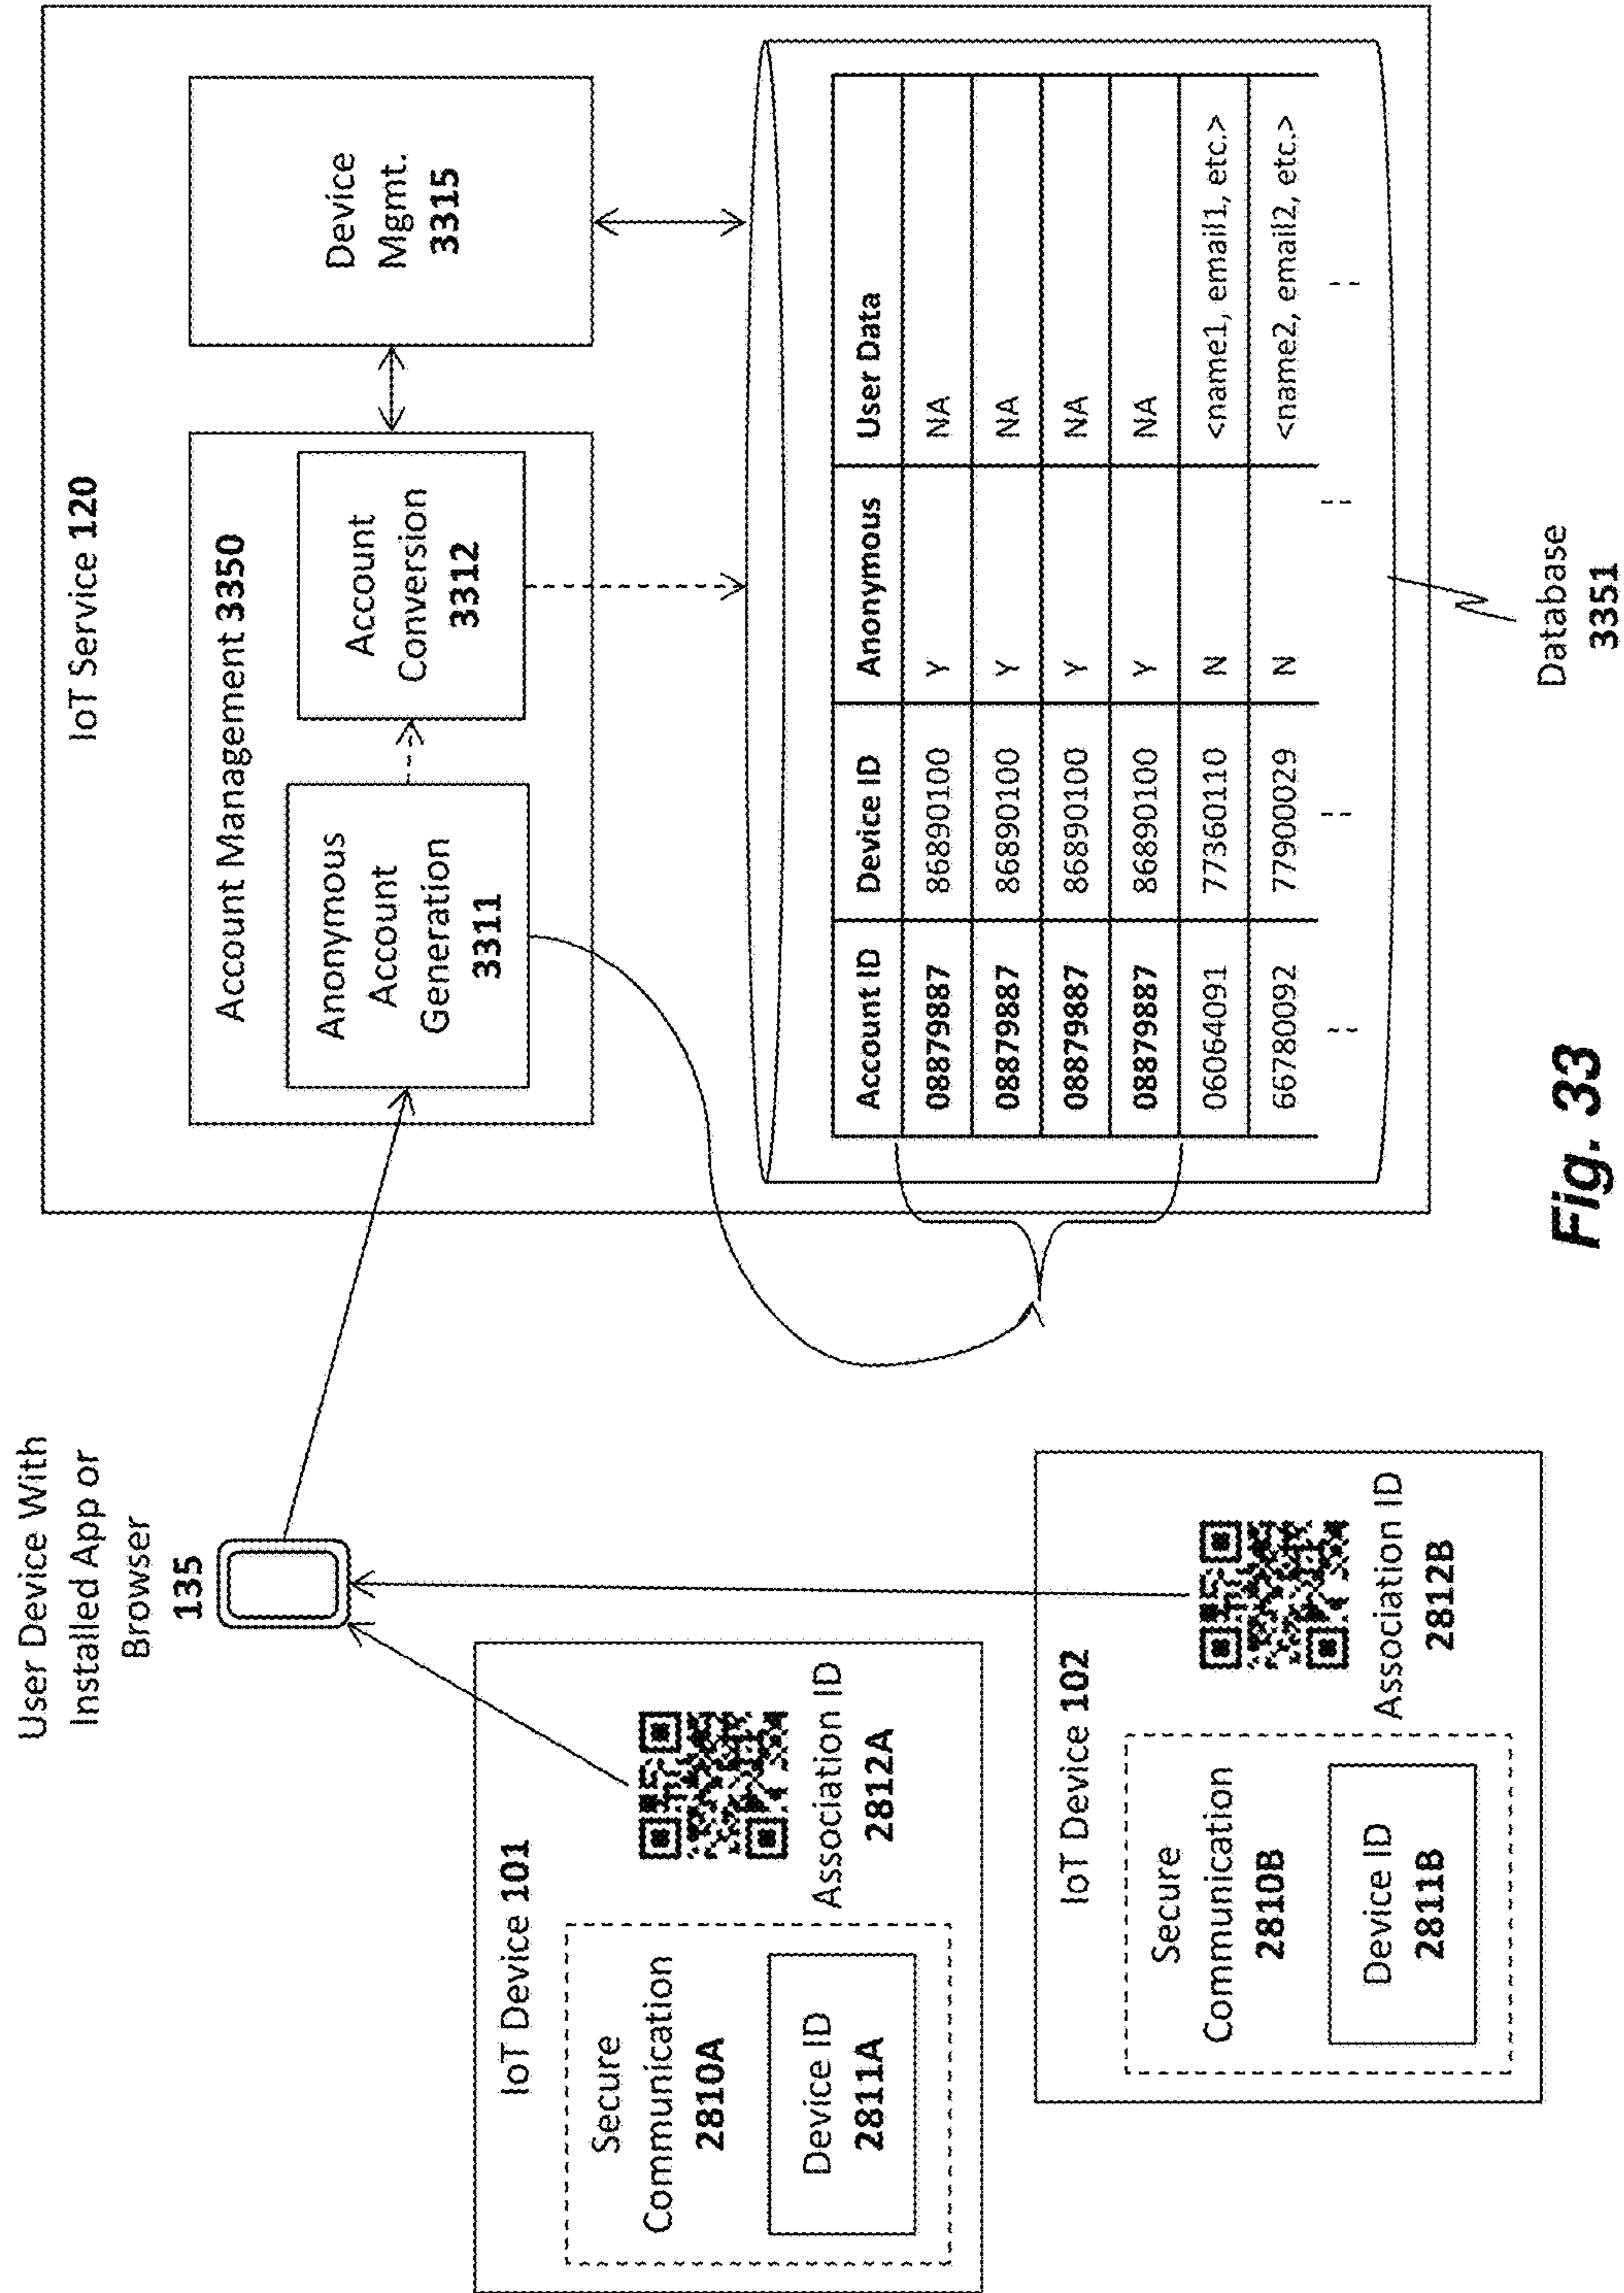 User Device With
Installed App or
Browser
135
IoT Device 101
Secure
Communication
2810A
Device ID
2811A
Association ID
2812A
IoT Device 102
Secure
Communication
2810B
Device ID
2811B
Association ID
2812B
IoT Service 120
Account Management 3350
Anonymous
Account
Generation
3311
Account
Conversion
3312
Device
Mgmt.
3315
Account ID Device ID Anonymous User Data
08879887 86890100 Y NA
08879887 86890100 Y NA
08879887 86890100 Y NA
08879887 86890100 Y NA
06064091 77360110 N <name1, email1, etc.>
66780092 77900029 N <name2, email2, etc.>
Database
3351
Fig. 33